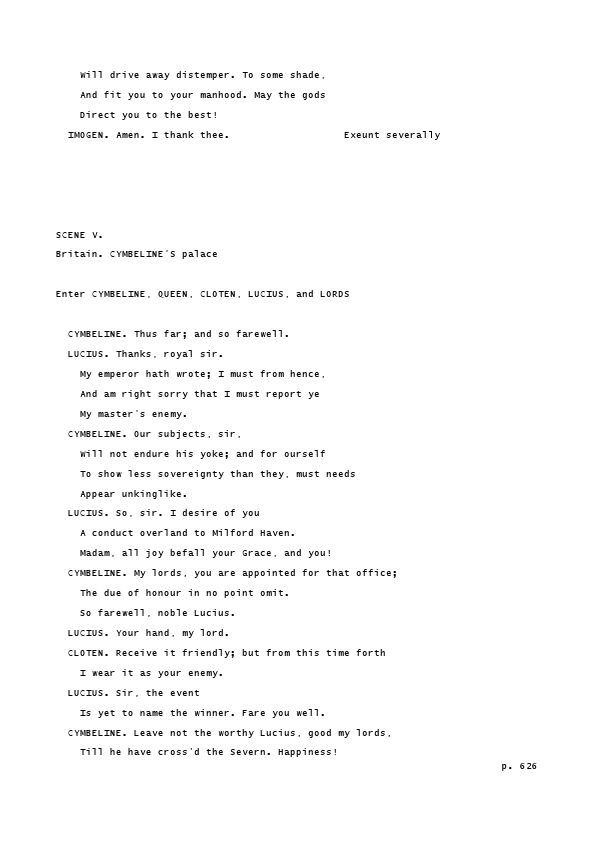 Will drive away distemper. To some shade,
And fit you to your manhood. May the gods
Direct you to the best!
IMOGEN. Amen. I thank thee. Exeunt severally
SCENE V.
Britain. CYMBELINE'S palace
Enter CYMBELINE, QUEEN, CLOTEN, LUCIUS, and LORDS
CYMBELINE. Thus far; and so farewell.
LUCIUS. Thanks, royal sir.
My emperor hath wrote; I must from hence,
And am right sorry that I must report ye
My master's enemy.
CYMBELINE. Our subjects, sir,
Will not endure his yoke; and for ourself
To show less sovereignty than they, must needs
Appear unkinglike.
LUCIUS. So, sir. I desire of you
A conduct overland to Milford Haven.
Madam, all joy befall your Grace, and you!
CYMBELINE. My lords, you are appointed for that office;
The due of honour in no point omit.
So farewell, noble Lucius.
LUCIUS. Your hand, my lord.
CLOTEN. Receive it friendly; but from this time forth
I wear it as your enemy.
LUCIUS. Sir, the event
Is yet to name the winner. Fare you well.
CYMBELINE. Leave not the worthy Lucius, good my lords,
Till he have cross'd the Severn. Happiness!
p. 626